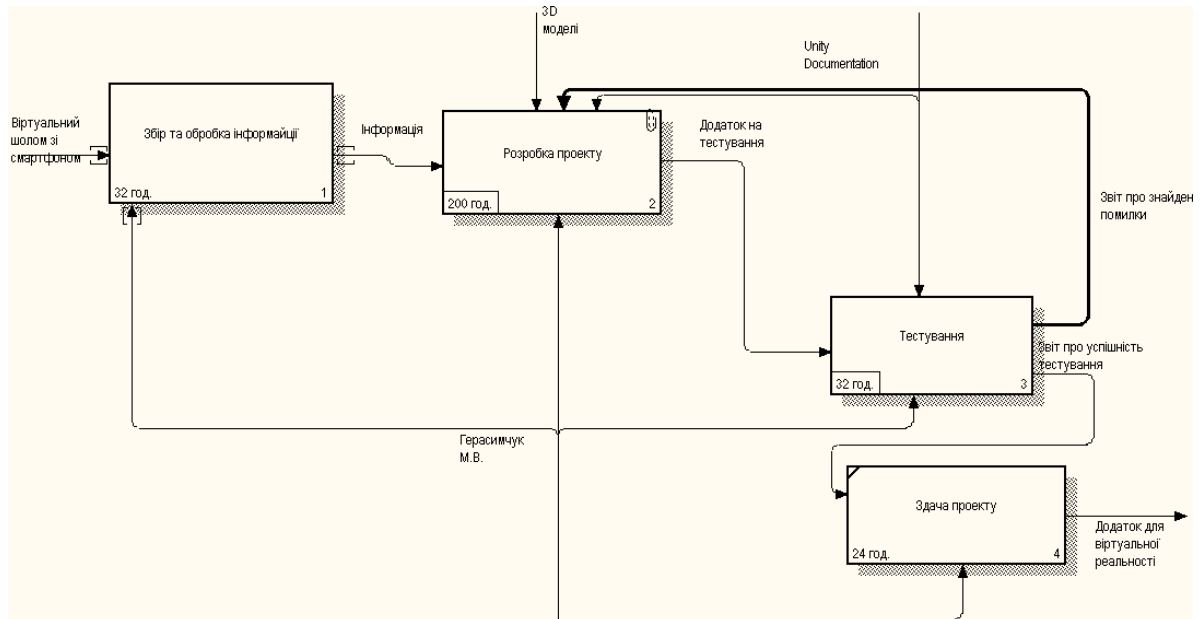 3D
моделі
Unity
Documentation
Віртуальний
шолом зі
смартфоном
Збір та обробка інформайції
32 год.
1
Інформація
Розробка проекту
200 год.
2
Додаток на
тестування
Звіт про знайден
помилки
Тестування
32 год.
3
Звіт про успішність
тестування
Герасимчук
М.В.
Здача проекту
24 год.
4
Додаток для
віртуальної
реальності